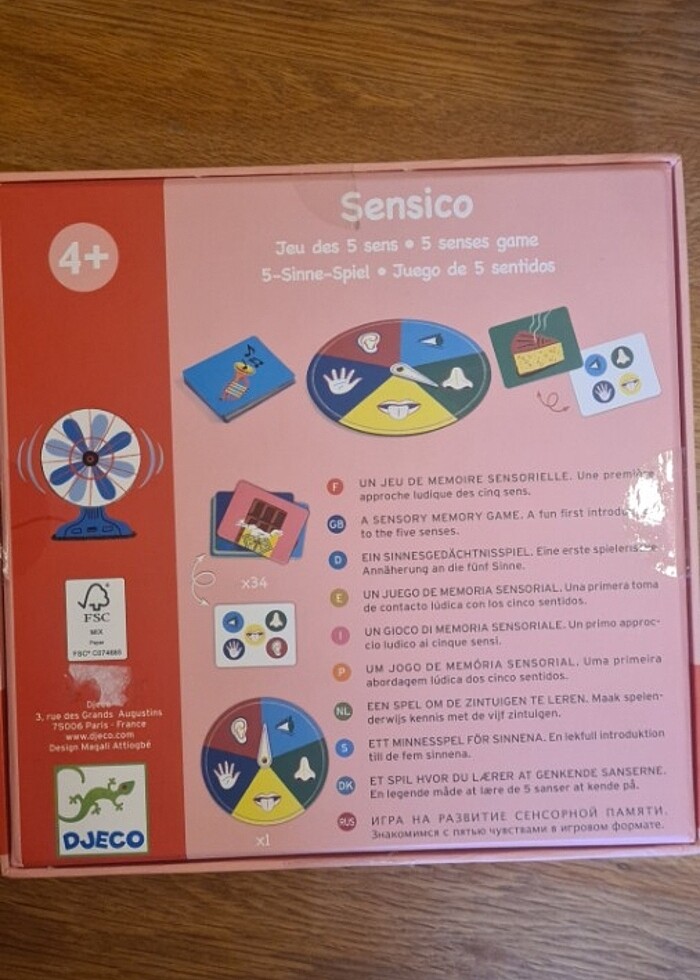 Sensico
Jeu des 5 sens • 5 senses game
5-Sinne-Spiel • Juego de 5 sentidos
4+
F UN JEU DE MEMOIRE SENSORIELLE. Une première
approche ludique des cinq sens.
GB A SENSORY MEMORY GAME. A fun first
to the five senses.
D EIN SINNESGEDÄCHTNISSPIEL. Eine erste
Annäherung an die fünf Sinne.
E UN JUEGO DE MEMORIA SENSORIAL. Una primera toma
de contacto lúdica con los cinco sentidos.
I UN GIOCO DI MEMORIA SENSORIALE. Un primo approc-
cio ludico ai cinque sensi.
P UM JOGO DE MEMÓRIA SENSORIAL. Uma primeira
abordagem lúdica dos cinco sentidos.
NL EEN SPEL OM DE ZINTUIGEN TE LEREN. Maak spelen-
derwijs kennis met de vijf zintuigen.
S ETT MINNESSPEL FÖR SINNENA. En lekfull introduktion
till de fem sinnena.
DK ET SPIL HVOR DU LÆRER AT GENKENDE SANSERNE.
En legende måde at lære de 5 sanser at kende på.
RUS ИГРА НА РАЗВИТИЕ СЕНСОРНОЙ ПАМЯТИ.
Знакомимся с пятью чувствами в игровом формате.
x34
x1
FSC
MIX
Paper
FSC® C074665
Djeco
3, rue des Grands Augustins
75006 Paris - France
www.djeco.com
Design Magali Attiogbé
DJECO